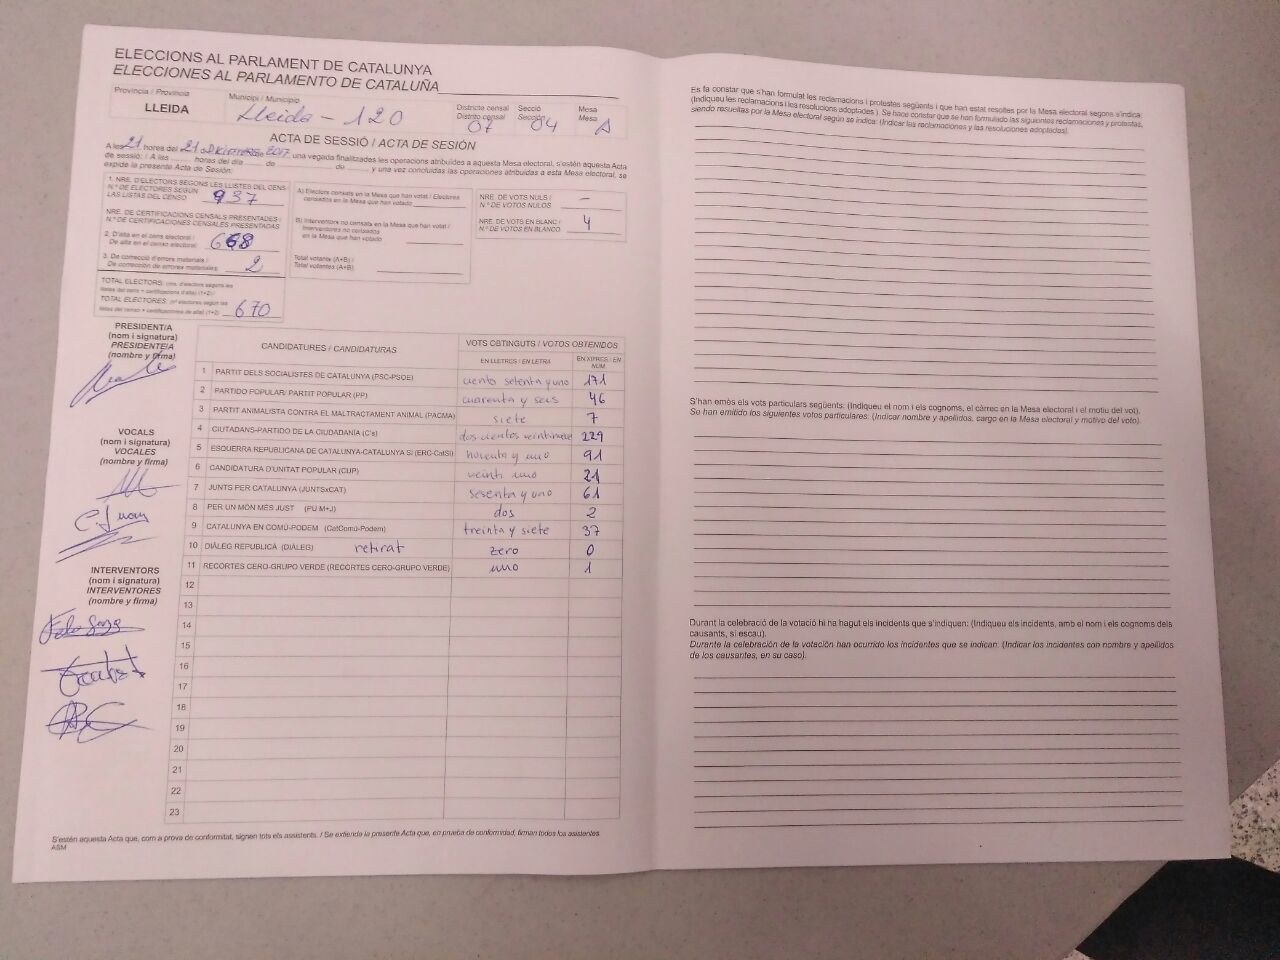 ELECCIONS AL PARLAMENT DE CATALUNYA
ELECCIONES AL PARLAMENTO DE CATALUÑA
Província / Provincia
LLEIDA
Municipi / Municipio
Lleida - 120
Districte censal
Distrito censal
07
Secció
Sección
04
Mesa
Mesa
A
ACTA DE SESSIÓ / ACTA DE SESIÓN
A les 21 hores del 21 de Diciembre de 2017 una vegada finalitzades les operacions atribuïdes a aquesta Mesa electoral, s'estén aquesta Acta
de sessió: / A las ......... horas del día ...... de ................ de ......... y una vez concluidas las operaciones atribuidas a esta Mesa electoral, se
expide la presente Acta de Sesión:
1. NRE. D'ELECTORS SEGONS LES LLISTES DEL CENS
N.º DE ELECTORES SEGÚN
LAS LISTAS DEL CENSO 937
NRE. DE CERTIFICACIONS CENSALS PRESENTADES /
N.º DE CERTIFICACIONES CENSALES PRESENTADAS
2. D'alta en el cens electoral /
De alta en el censo electoral: 668
3. De correcció d'errors materials /
De corrección de errores materiales: 2
TOTAL ELECTORS: (nre. d'electors segons les
llistes del cens + certificacions d'alta) (1+2) /
TOTAL ELECTORES: (nº electores según las
listas del censo + certificaciones de alta) (1+2) 670
A) Electors censats en la Mesa que han votat / Electores
censados en la Mesa que han votado
B) Interventors no censats en la Mesa que han votat /
Interventores no censados
en la Mesa que han votado
Total votants (A+B) /
Total votantes (A+B)
NRE. DE VOTS NULS /
N.º DE VOTOS NULOS -
NRE. DE VOTS EN BLANC /
N.º DE VOTOS EN BLANCO 4
PRESIDENT/A
(nom i signatura)
PRESIDENTE/A
(nombre y firma)
VOCALS
(nom i signatura)
VOCALES
(nombre y firma)
C. Juan
INTERVENTORS
(nom i signatura)
INTERVENTORES
(nombre y firma)
CANDIDATURES / CANDIDATURAS
VOTS OBTINGUTS / VOTOS OBTENIDOS
EN LLETRES / EN LETRA
EN XIFRES / EN NUM.
1 PARTIT DELS SOCIALISTES DE CATALUNYA (PSC-PSOE) ciento setenta y uno 171
2 PARTIDO POPULAR/ PARTIT POPULAR (PP) cuarenta y seis 46
3 PARTIT ANIMALISTA CONTRA EL MALTRACTAMENT ANIMAL (PACMA) siete 7
4 CIUTADANS-PARTIDO DE LA CIUDADANÍA (C's) dos cientos veintinueve 229
5 ESQUERRA REPUBLICANA DE CATALUNYA-CATALUNYA SÍ (ERC-CatSí) noventa y uno 91
6 CANDIDATURA D'UNITAT POPULAR (CUP) veinti uno 21
7 JUNTS PER CATALUNYA (JUNTSxCAT) sesenta y uno 61
8 PER UN MÓN MÉS JUST (PUM+J) dos 2
9 CATALUNYA EN COMÚ-PODEM (CatComú-Podem) treinta y siete 37
10 DIÀLEG REPUBLICÀ (DIÀLEG) retirat zero 0
11 RECORTES CERO-GRUPO VERDE (RECORTES CERO-GRUPO VERDE) uno 1
12
13
14
15
16
17
18
19
20
21
22
23
S'estén aquesta Acta que, com a prova de conformitat, signen tots els assistents. / Se extiende la presente Acta que, en prueba de conformidad, firman todos los asistentes.
ASM
Es fa constar que s'han formulat les reclamacions i protestes següents i que han estat resoltes per la Mesa electoral segons s'indica:
(Indiqueu les reclamacions i les resolucions adoptades ). Se hace constar que se han formulado las siguientes reclamaciones y protestas,
siendo resueltas por la Mesa electoral según se indica: (Indicar las reclamaciones y las resoluciones adoptadas).
S'han emès els vots particulars següents: (Indiqueu el nom i els cognoms, el càrrec en la Mesa electoral i el motiu del vot).
Se han emitido los siguientes votos particulares: (Indicar nombre y apellidos, cargo en la Mesa electoral y motivo del voto).
Durant la celebració de la votació hi ha hagut els incidents que s'indiquen: (Indiqueu els incidents, amb el nom i els cognoms dels
causants, si escau).
Durante la celebración de la votación han ocurrido los incidentes que se indican: (Indicar los incidentes con nombre y apellidos
de los causantes, en su caso).